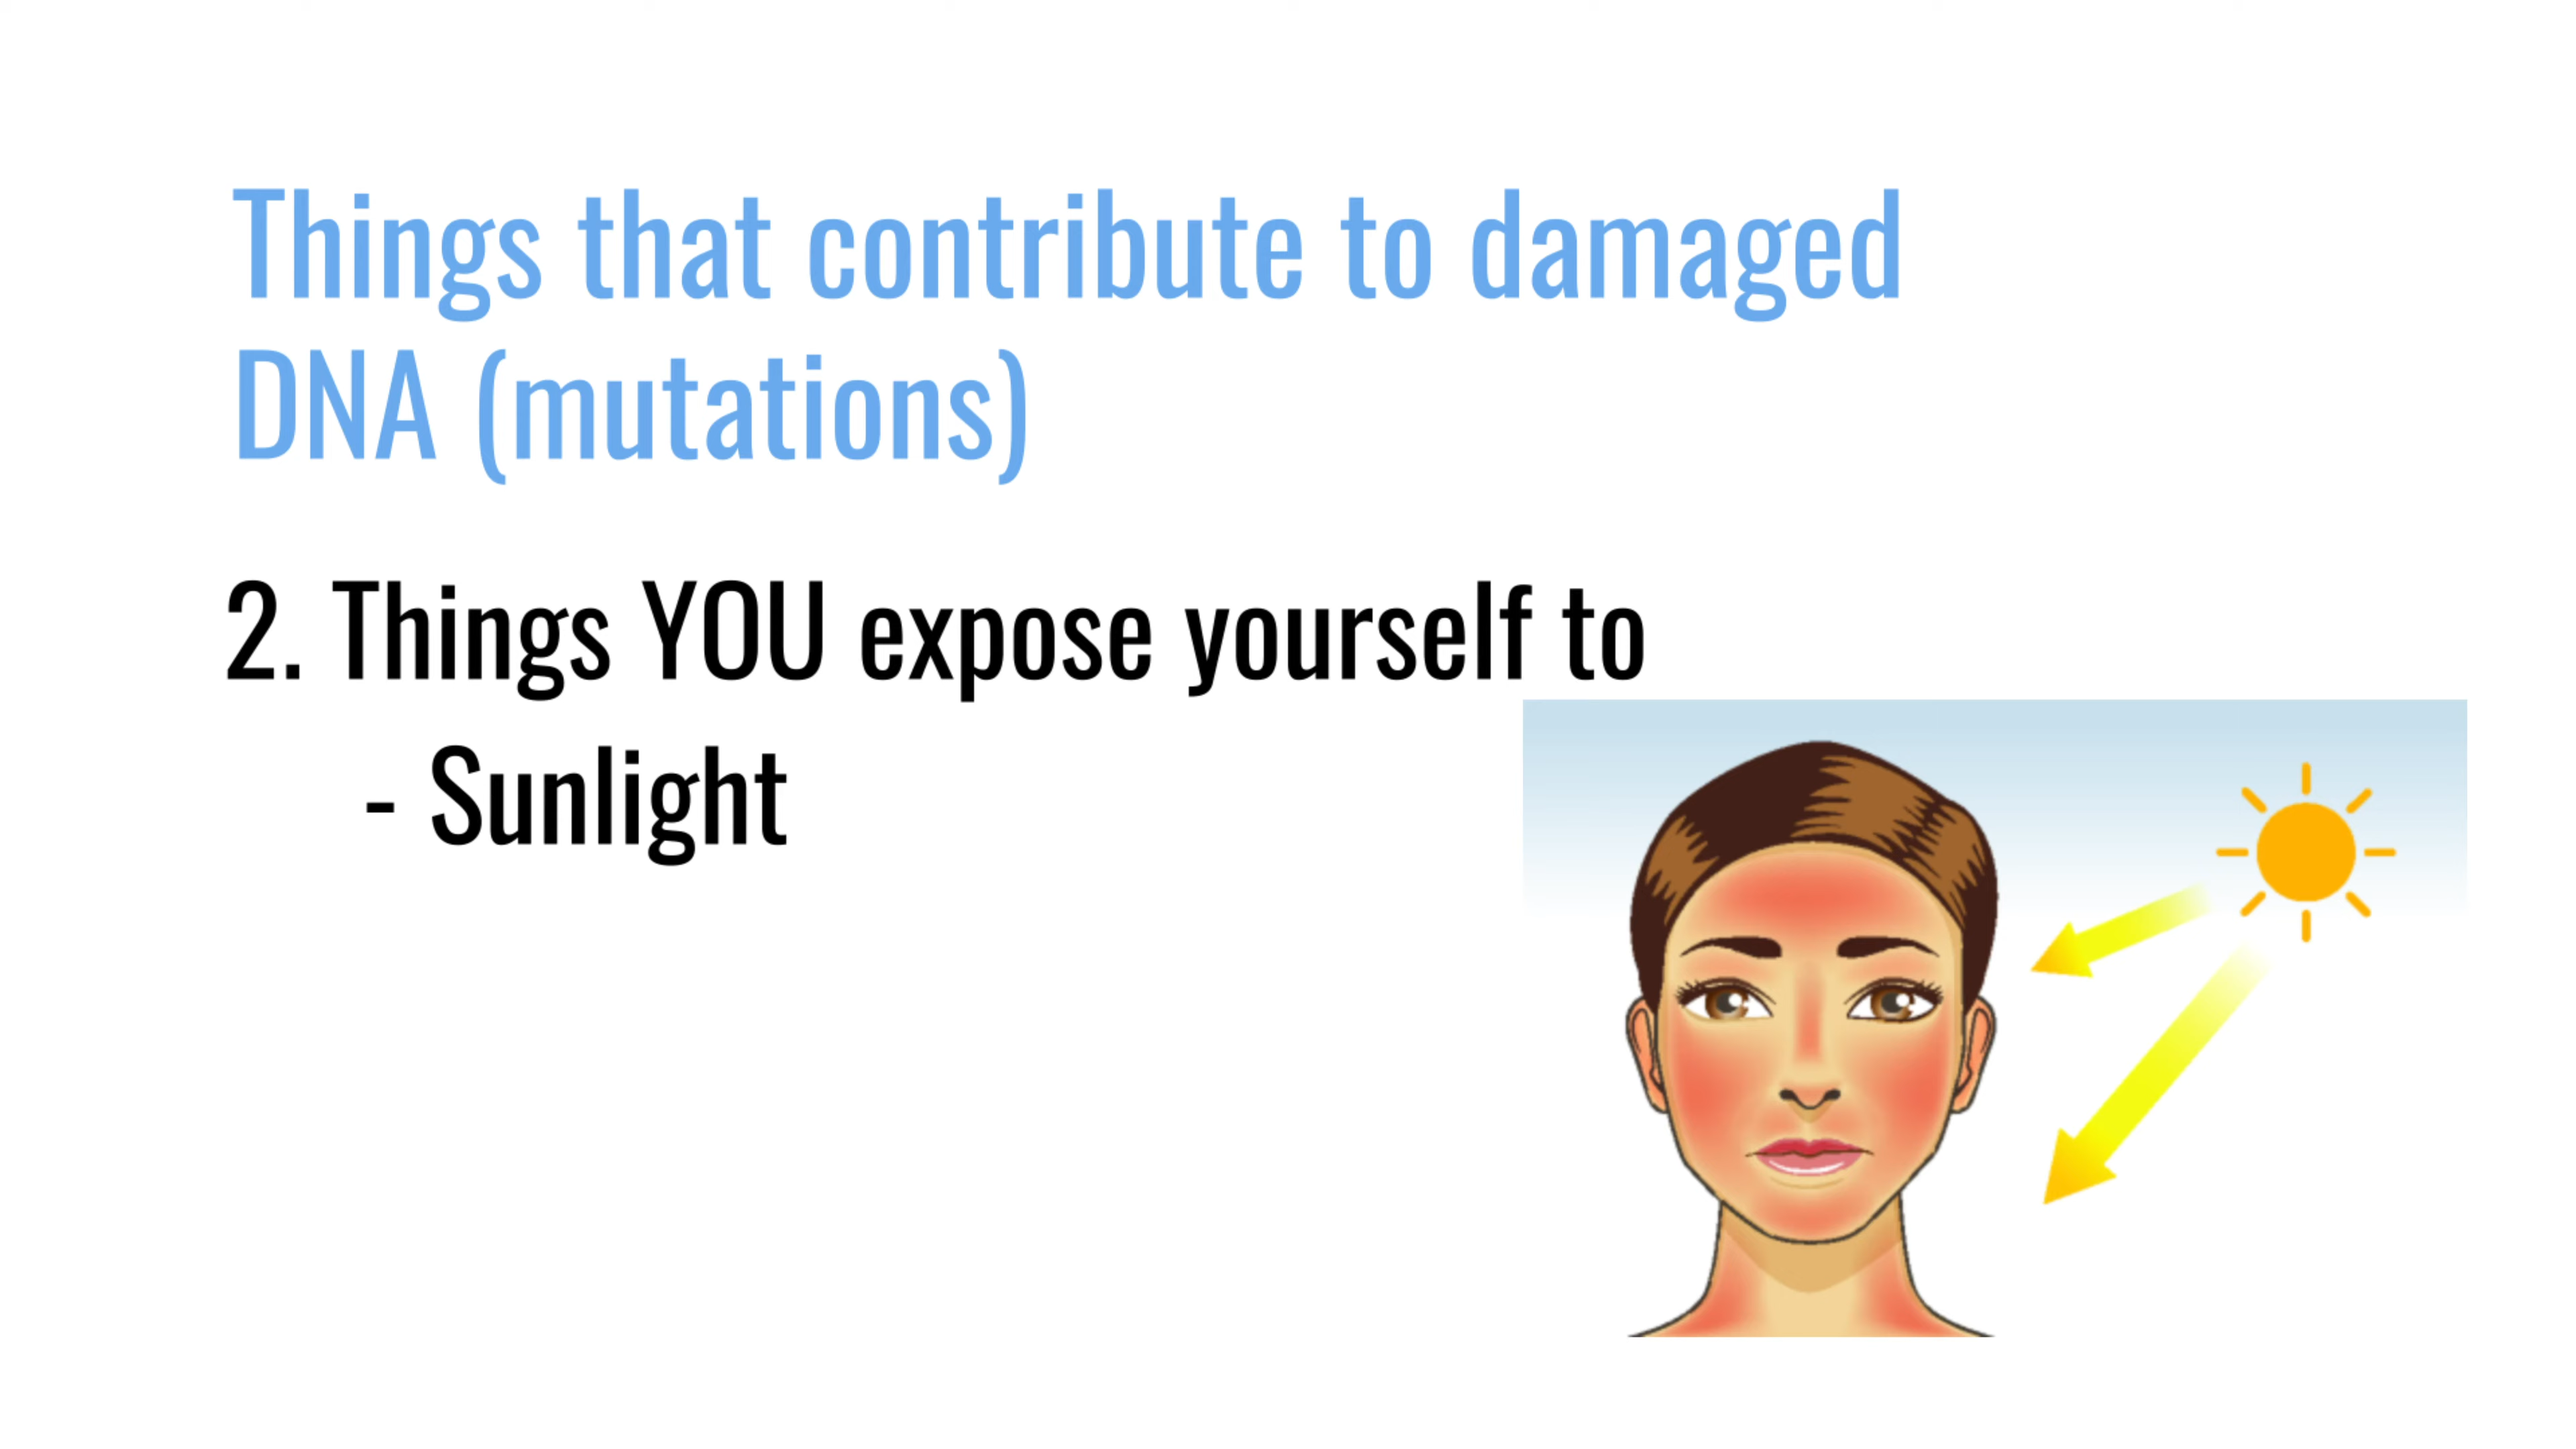 Things that contribute to damaged
DNA (mutations)
2. Things YOU expose yourself to
- Sunlight